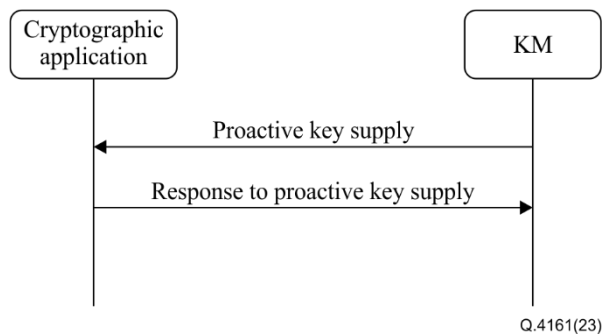 Cryptographic
application
KM
Proactive key supply
Response to proactive key supply
Q.4161(23)